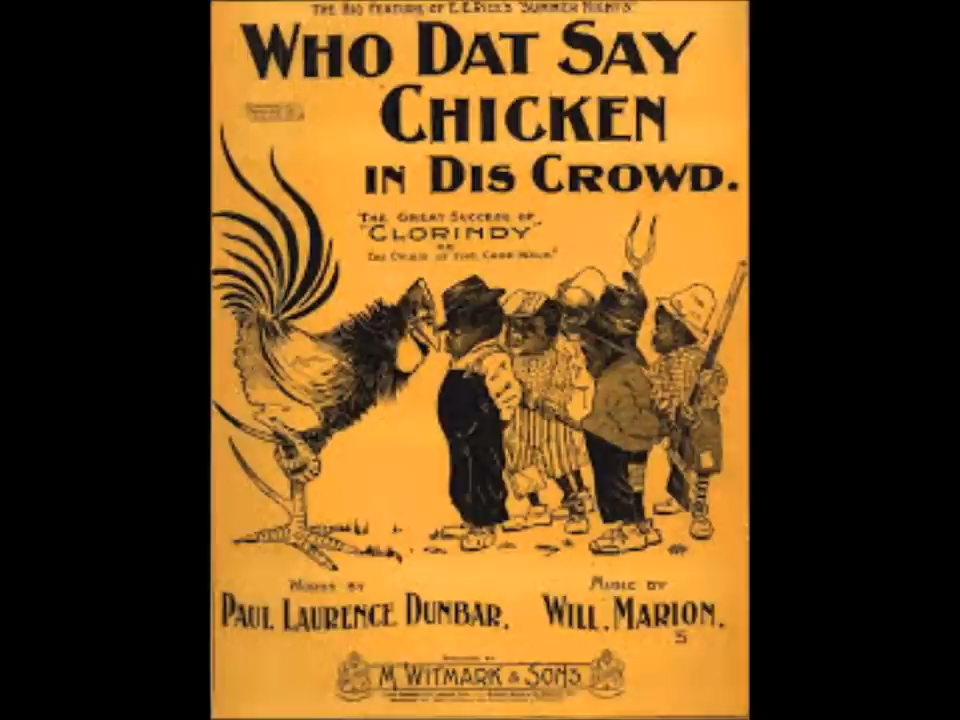 THE BIG FEATURE OF E.E. RICE'S "SUMMER NIGHTS"
WHO DAT SAY
CHICKEN
IN DIS CROWD.
THE GREAT SUCCESS OF
"CLORINDY"
OR
THE ORIGIN OF THE CAKE WALK"
WORDS BY
MUSIC BY
PAUL LAURENCE DUNBAR.
WILL. MARION.
5
M. WITMARK & SONS